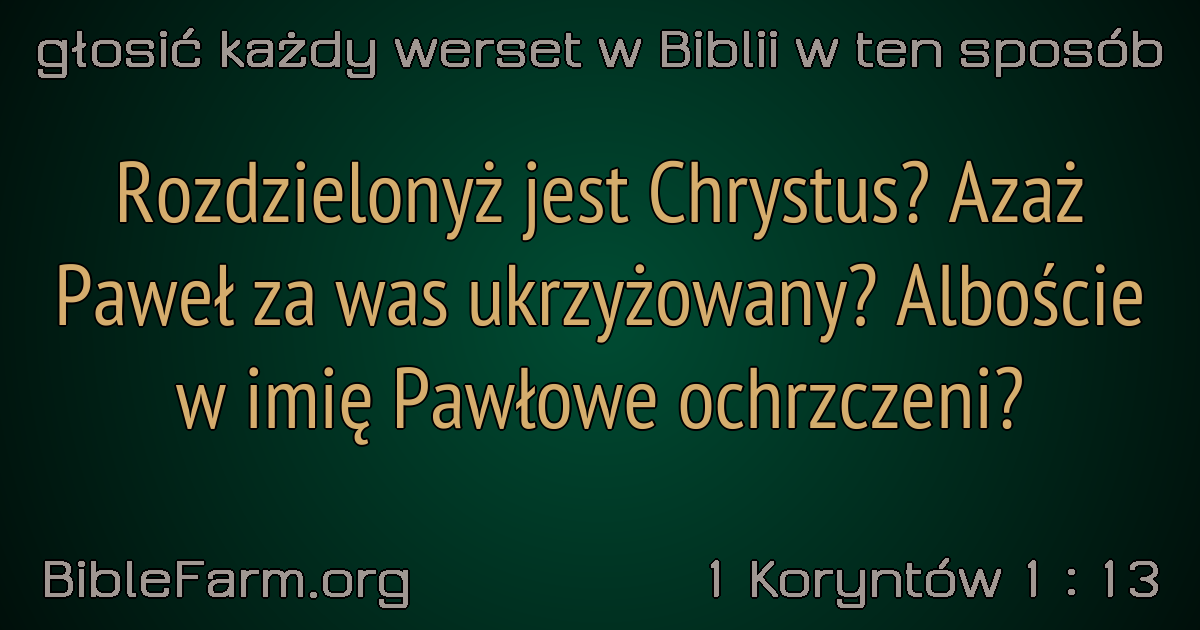 głosić każdy werset w Biblii w ten sposób
Rozdzielonyż jest Chrystus? Azaż
Paweł za was ukrzyżowany? Alboście
w imię Pawłowe ochrzczeni?
BibleFarm.org
1 Koryntów 1 : 13